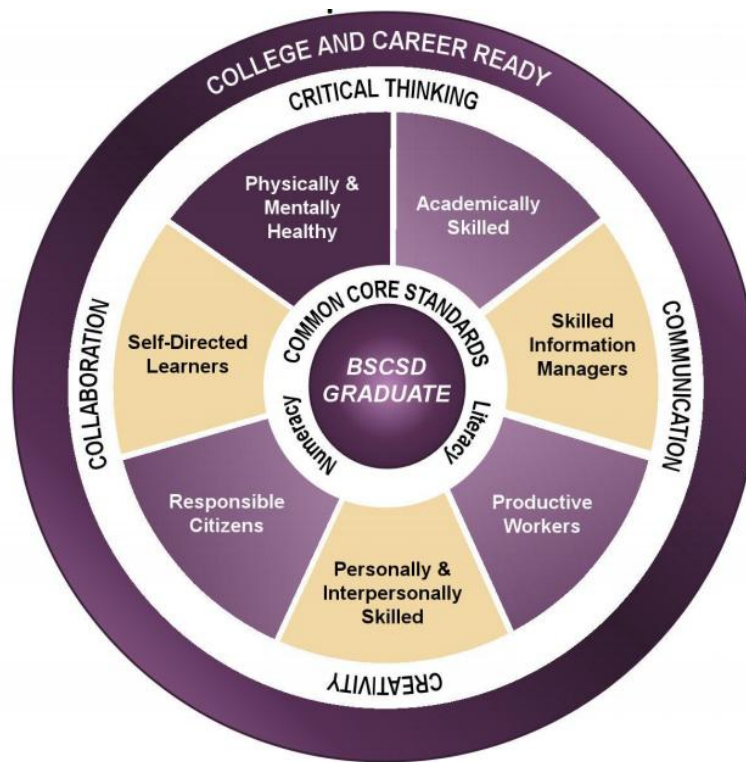 COLLEGE AND CAREER READY
CRITICAL THINKING
Physically &
Mentally
Healthy
Academically
Skilled
COLLABORATION
Self-Directed
Learners
COMMON CORE STANDARDS
BSCSD
GRADUATE
Numeracy
Literacy
Skilled
Information
Managers
COMMUNICATION
Responsible
Citizens
Productive
Workers
Personally &
Interpersonally
Skilled
CREATIVITY